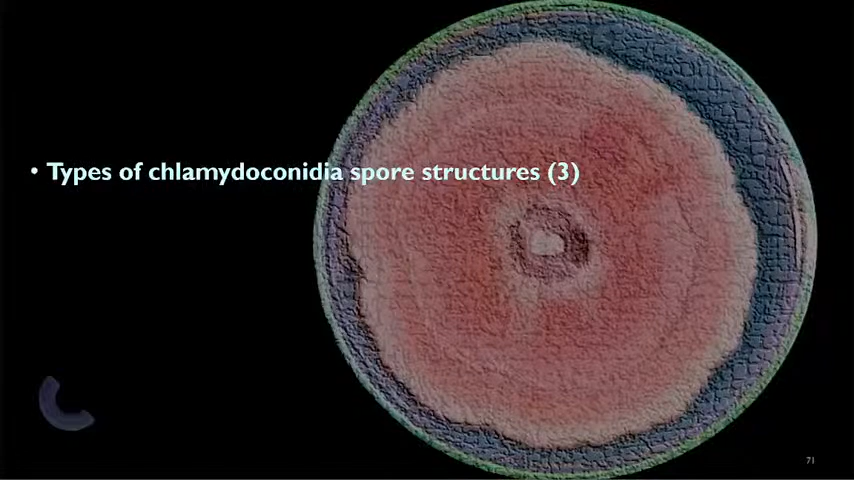 • Types of chlamydoconidia spore structures (3)
71